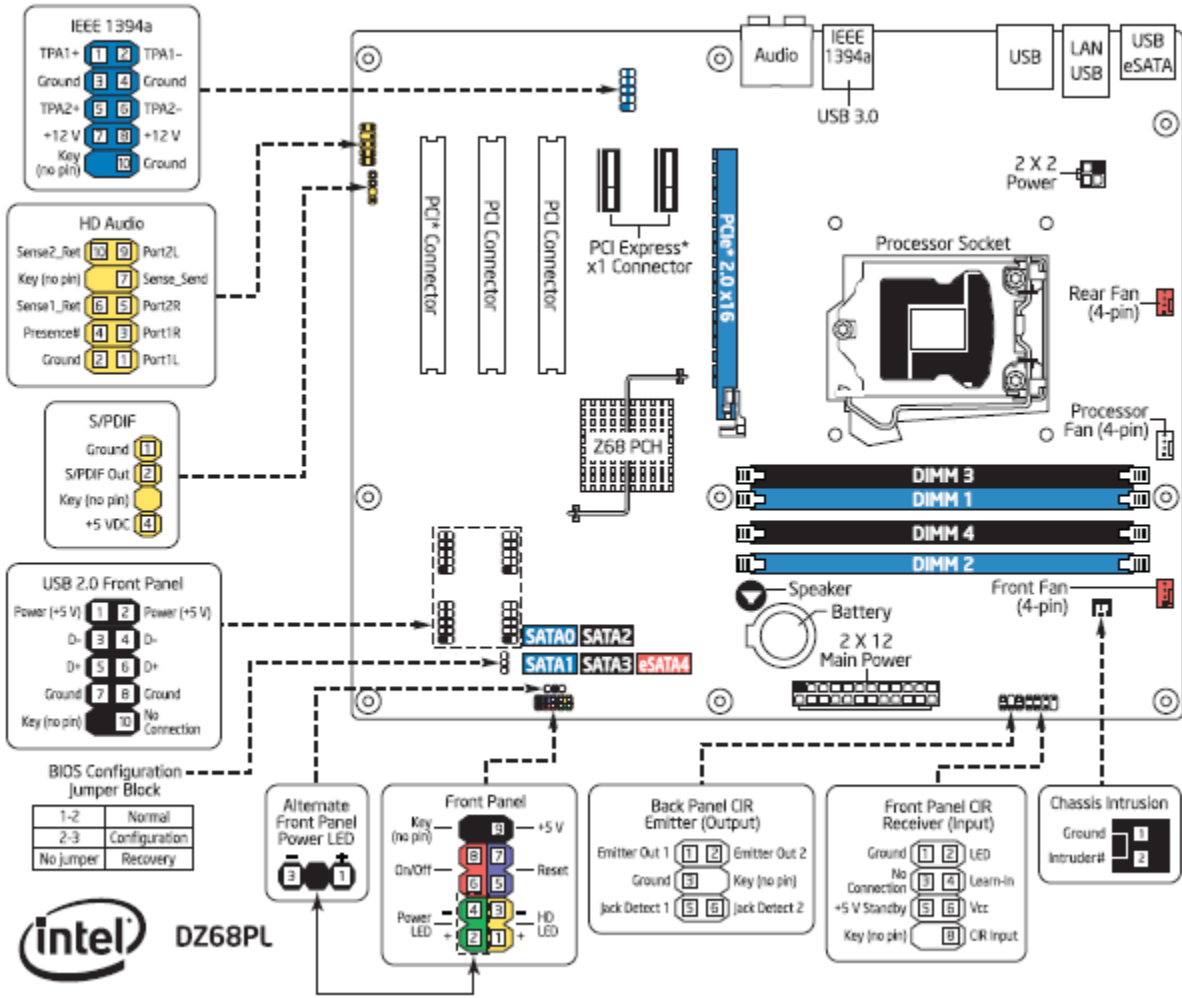 IEEE 1394a
TPA1+ 1 2 TPA1-
Ground 3 4 Ground
TPA2+ 5 6 TPA2-
+12 V 7 8 +12 V
Key (no pin) 10 Ground
HD Audio
Sense2_Ret 10 9 Port2L
Key (no pin) 7 Sense_Send
Sense1_Ret 6 5 Port2R
Presence# 4 3 Port1R
Ground 2 1 Port1L
S/PDIF
Ground 1
S/PDIF Out 2
Key (no pin)
+5 VDC 4
USB 2.0 Front Panel
Power (+5 V) 1 2 Power (+5 V)
D- 3 4 D-
D+ 5 6 D+
Ground 7 8 Ground
Key (no pin) 10 No Connection
BIOS Configuration
Jumper Block
1-2 Normal
2-3 Configuration
No jumper Recovery
Audio
IEEE
1394a
USB 3.0
USB
LAN
USB
USB
eSATA
2 X 2
Power
PCI* Connector
PCI Connector
PCI Connector
PCI Express*
x1 Connector
PCIe* 2.0 x16
Processor Socket
Rear Fan
(4-pin)
Processor
Fan (4-pin)
Z68 PCH
DIMM 3
DIMM 1
DIMM 4
DIMM 2
Speaker
Battery
Front Fan
(4-pin)
2 X 12
Main Power
SATA0 SATA2
SATA1 SATA3 eSATA4
Alternate
Front Panel
Power LED
- +
3 1
Front Panel
Key (no pin) 9 +5 V
8 7
On/Off Reset
6 5
- 4 3 -
Power LED HD LED
+ 2 1 +
Back Panel CIR
Emitter (Output)
Emitter Out 1 1 2 Emitter Out 2
Ground 3 Key (no pin)
Jack Detect 1 5 6 Jack Detect 2
Front Panel CIR
Receiver (Input)
Ground 1 2 LED
No Connection 3 4 Learn-In
+5 V Standby 5 6 Vcc
Key (no pin) 8 CIR Input
Chassis Intrusion
Ground 1
Intruder# 2
intel
DZ68PL